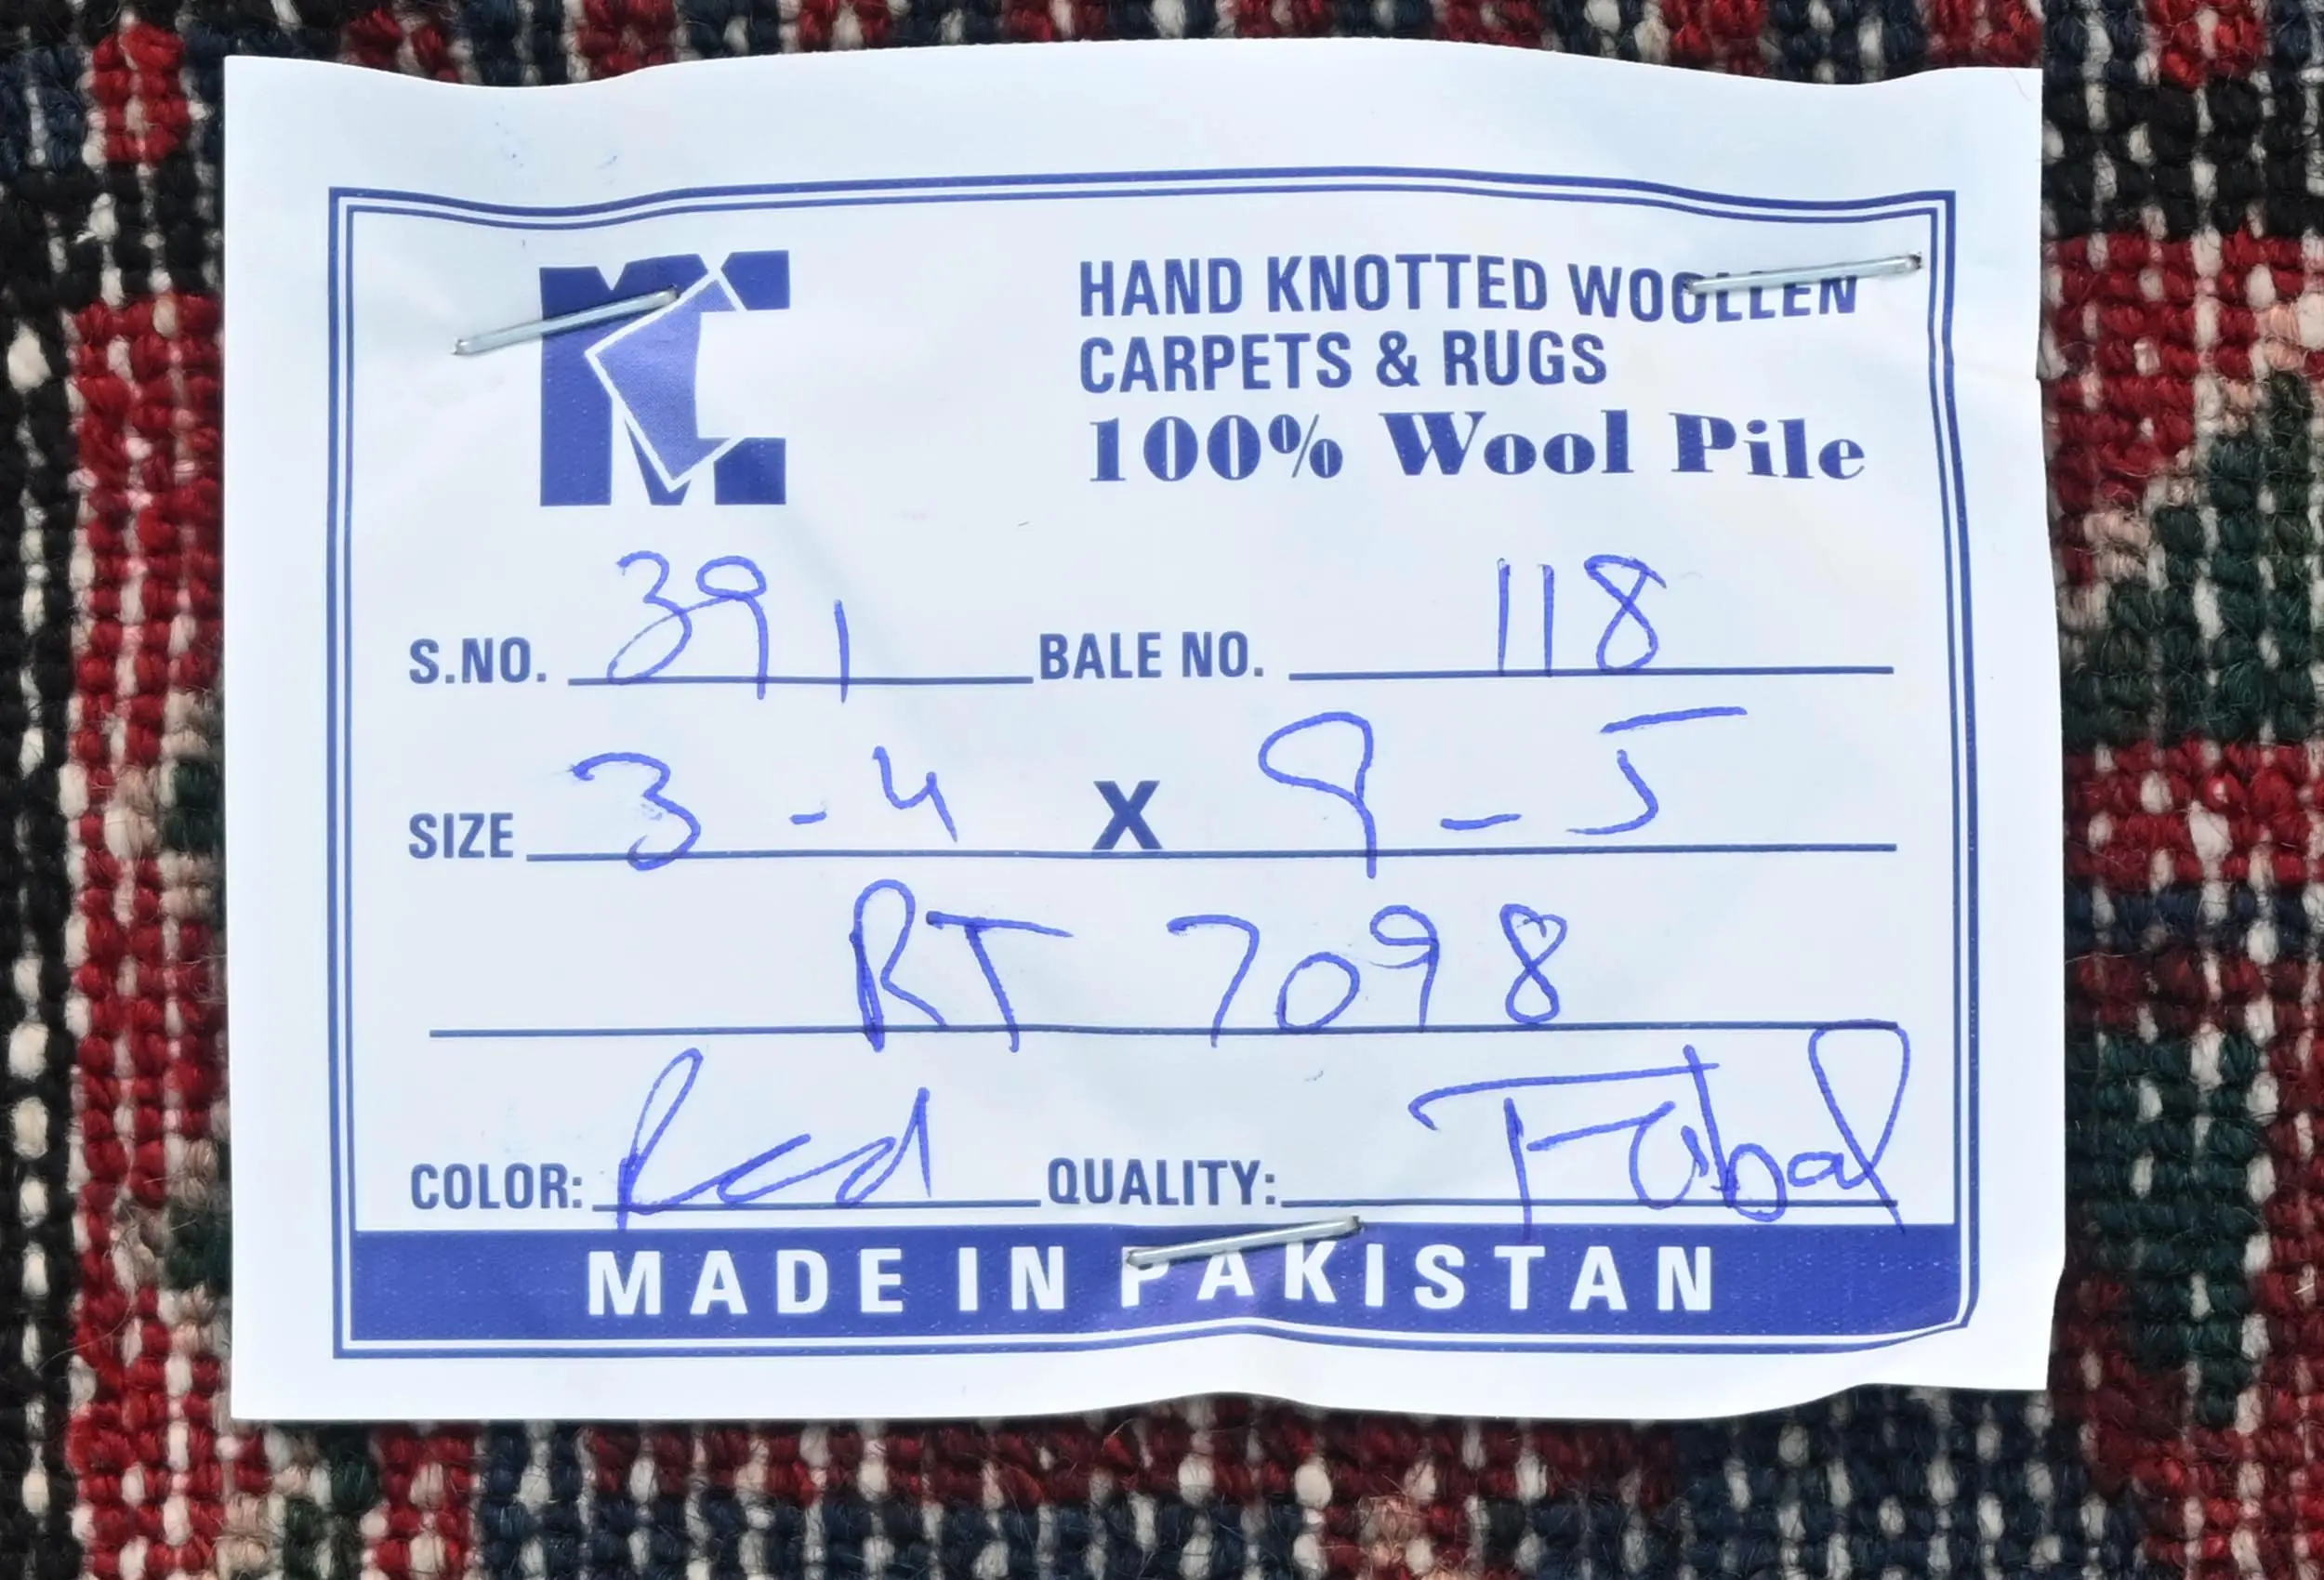 MC
HAND KNOTTED WOOLLEN
CARPETS & RUGS
100% Wool Pile
S.NO. 391 BALE NO. 118
SIZE 3-4 X 9-5
RT 7098
COLOR: Red QUALITY:
MADE IN PAKISTAN